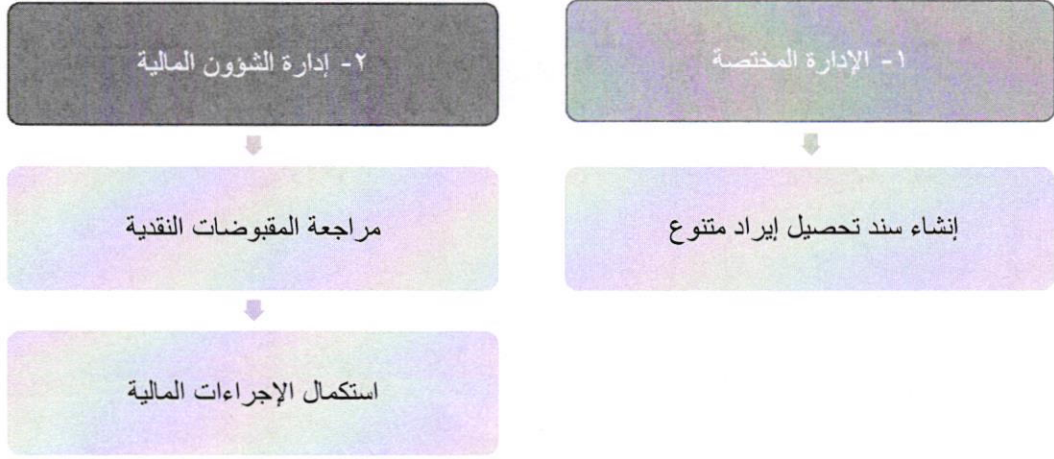 ١- الإدارة المختصة
إنشاء سند تحصيل إيراد متنوع
٢- إدارة الشؤون المالية
مراجعة المقبوضات النقدية
استكمال الإجراءات المالية